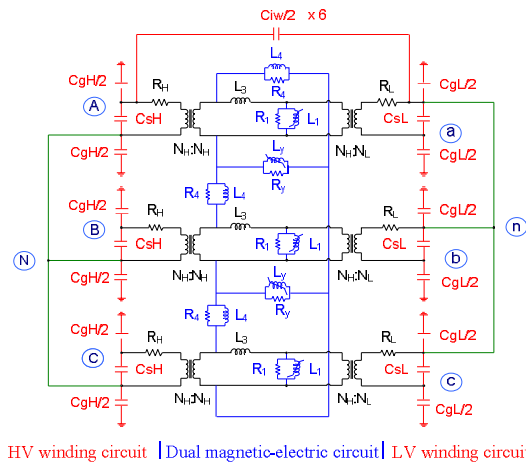 Ciw/2 x 6
CgH/2
L4
R4
CgL/2
A
RH
L3
RL
CsH
R1
L1
CsL
a
CgH/2
NH:NH
Ly
Ry
NH:NL
CgL/2
CgH/2
R4
L4
CgL/2
B
RH
L3
RL
n
CsH
R1
L1
CsL
N
b
CgH/2
NH:NH
Ly
Ry
NH:NL
CgL/2
CgH/2
R4
L4
CgL/2
C
RH
L3
RL
CsH
R1
L1
CsL
c
CgH/2
NH:NH
NH:NL
CgL/2
HV winding circuit Dual magnetic-electric circuit LV winding circui